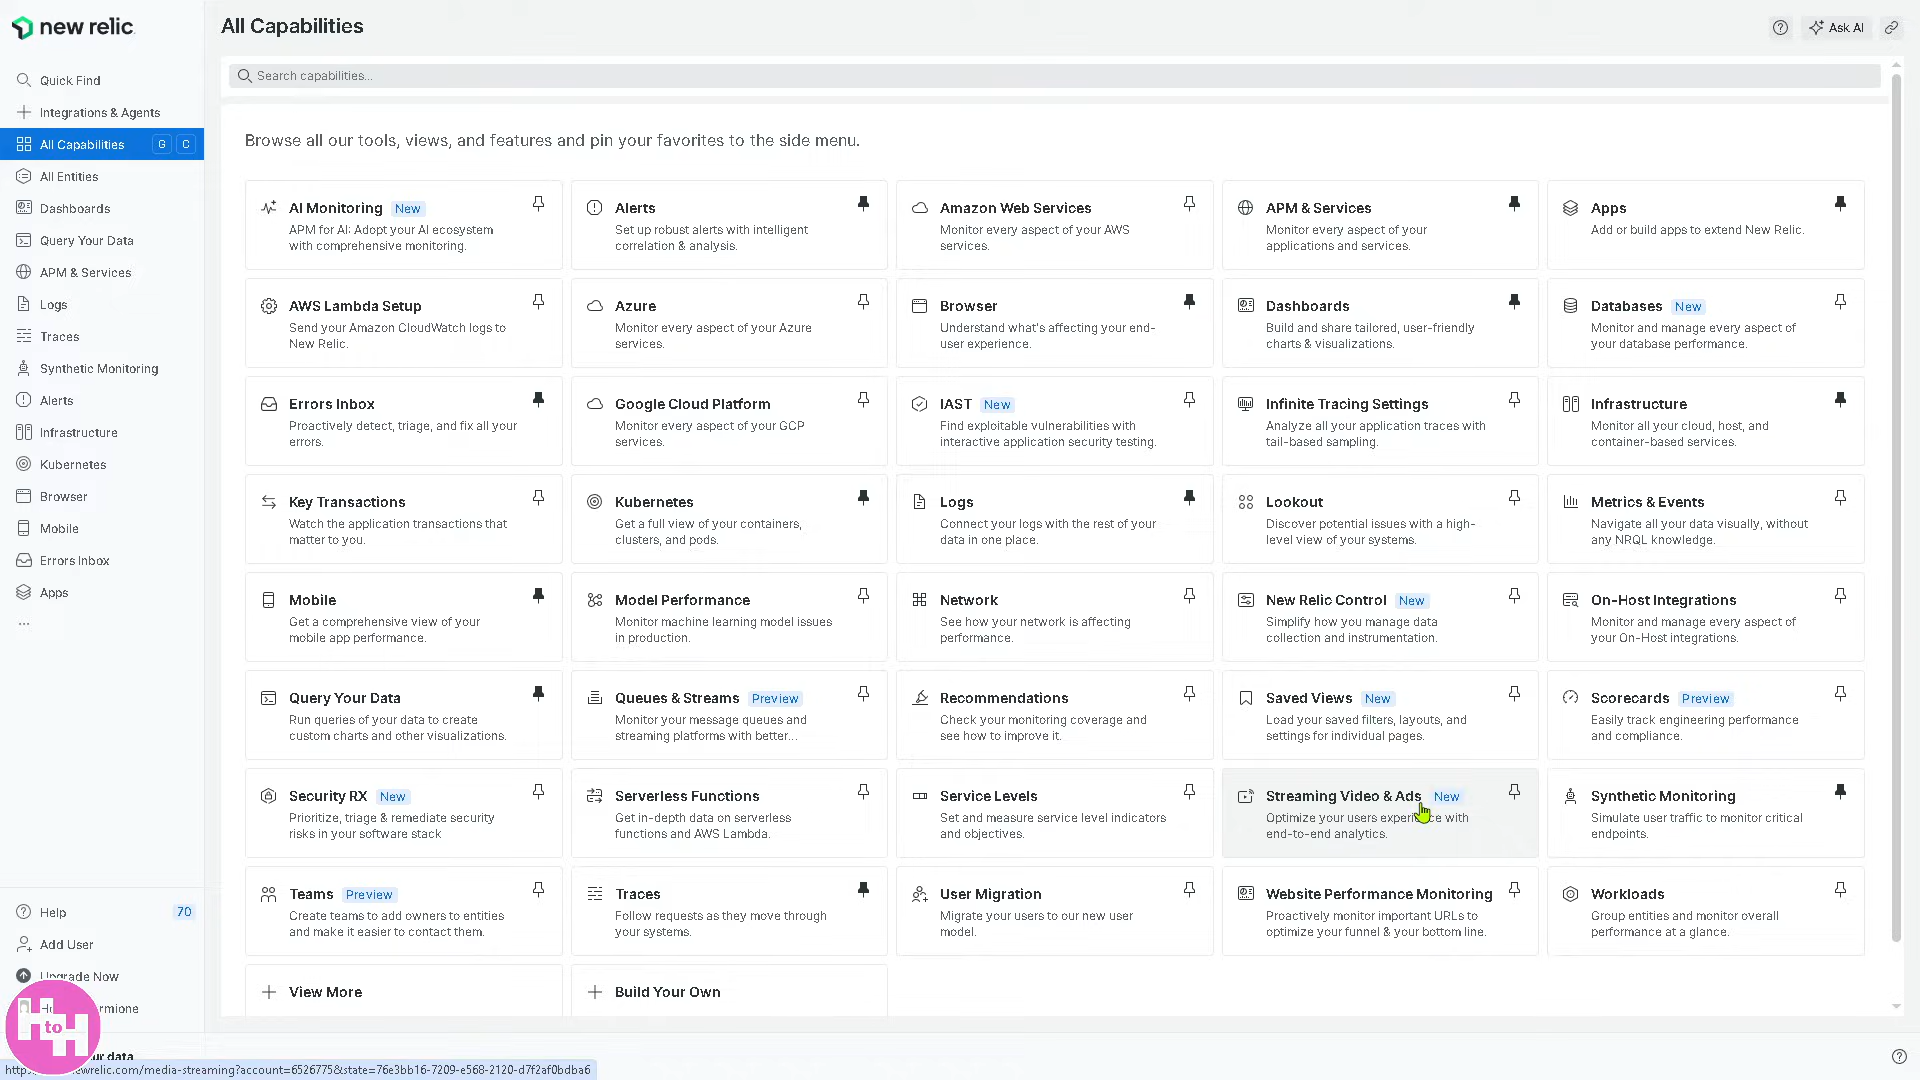 new relic
All Capabilities
Ask AI
Search capabilities...
Quick Find
Integrations & Agents
All Capabilities G C
All Entities
Dashboards
Query Your Data
APM & Services
Logs
Traces
Synthetic Monitoring
Alerts
Infrastructure
Kubernetes
Browser
Mobile
Errors Inbox
Apps
...
Help 70
Add User
Upgrade Now
Browse all our tools, views, and features and pin your favorites to the side menu.
AI Monitoring New
APM for AI: Adopt your AI ecosystem
with comprehensive monitoring.
Alerts
Set up robust alerts with intelligent
correlation & analysis.
Amazon Web Services
Monitor every aspect of your AWS
services.
APM & Services
Monitor every aspect of your
applications and services.
Apps
Add or build apps to extend New Relic.
AWS Lambda Setup
Send your Amazon CloudWatch logs to
New Relic.
Azure
Monitor every aspect of your Azure
services.
Browser
Understand what's affecting your end-
user experience.
Dashboards
Build and share tailored, user-friendly
charts & visualizations.
Databases New
Monitor and manage every aspect of
your database performance.
Errors Inbox
Proactively detect, triage, and fix all your
errors.
Google Cloud Platform
Monitor every aspect of your GCP
services.
IAST New
Find exploitable vulnerabilities with
interactive application security testing.
Infinite Tracing Settings
Analyze all your application traces with
tail-based sampling.
Infrastructure
Monitor all your cloud, host, and
container-based services.
Key Transactions
Watch the application transactions that
matter to you.
Kubernetes
Get a full view of your containers,
clusters, and pods.
Logs
Connect your logs with the rest of your
data in one place.
Lookout
Discover potential issues with a high-
level view of your systems.
Metrics & Events
Navigate all your data visually, without
any NRQL knowledge.
Mobile
Get a comprehensive view of your
mobile app performance.
Model Performance
Monitor machine learning model issues
in production.
Network
See how your network is affecting
performance.
New Relic Control New
Simplify how you manage data
collection and instrumentation.
On-Host Integrations
Monitor and manage every aspect of
your On-Host integrations.
Query Your Data
Run queries of your data to create
custom charts and other visualizations.
Queues & Streams Preview
Monitor your message queues and
streaming platforms with better...
Recommendations
Check your monitoring coverage and
see how to improve it.
Saved Views New
Load your saved filters, layouts, and
settings for individual pages.
Scorecards Preview
Easily track engineering performance
and compliance.
Security RX New
Prioritize, triage & remediate security
risks in your software stack
Serverless Functions
Get in-depth data on serverless
functions and AWS Lambda.
Service Levels
Set and measure service level indicators
and objectives.
Streaming Video & Ads New
Optimize your users with
end-to-end analytics.
Synthetic Monitoring
Simulate user traffic to monitor critical
endpoints.
Teams Preview
Create teams to add owners to entities
and make it easier to contact them.
Traces
Follow requests as they move through
your systems.
User Migration
Migrate your users to our new user
model.
Website Performance Monitoring
Proactively monitor important URLs to
optimize your funnel & your bottom line.
Workloads
Group entities and monitor overall
performance at a glance.
View More
Build Your Own
H to H
data
ewrelic.com/media-streaming?account=6526775&state=76e3bb16-7209-e568-2120-d7f2af0bdba6